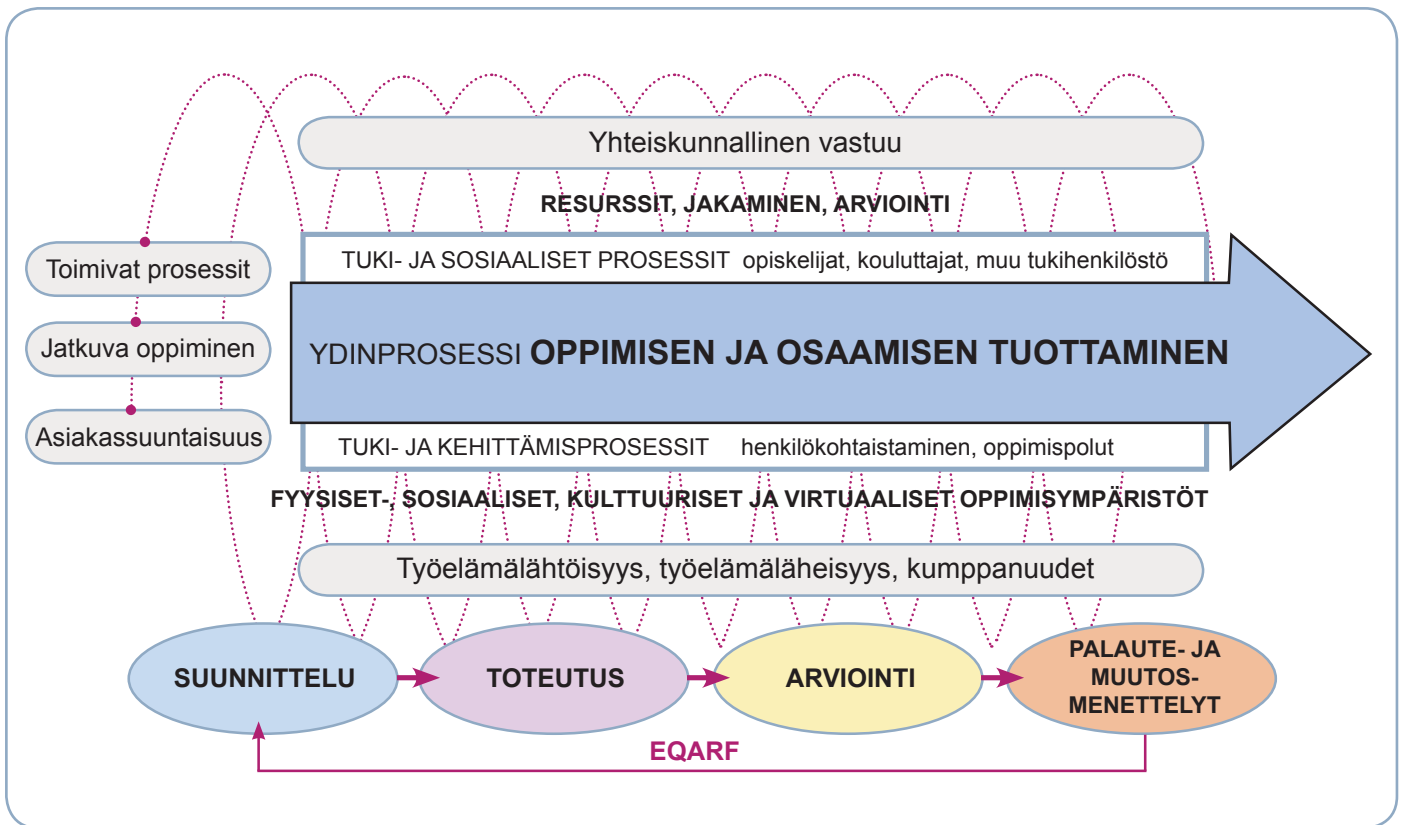 Yhteiskunnallinen vastuu
RESURSSIT, JAKAMINEN, ARVIOINTI
Toimivat prosessit
Jatkuva oppiminen
Asiakassuuntaisuus
TUKI- JA SOSIAALISET PROSESSIT opiskelijat, kouluttajat, muu tukihenkilöstö
YDINPROSESSI OPPIMISEN JA OSAAMISEN TUOTTAMINEN
TUKI- JA KEHITTÄMISPROSESSIT henkilökohtaistaminen, oppimispolut
FYYSISET-, SOSIAALISET, KULTTUURISET JA VIRTUAALISET OPPIMISYMPÄRISTÖT
Työelämälähtöisyys, työelämäläheisyys, kumppanuudet
SUUNNITTELU
TOTEUTUS
ARVIOINTI
PALAUTE- JA
MUUTOS-
MENETTELYT
EQARF